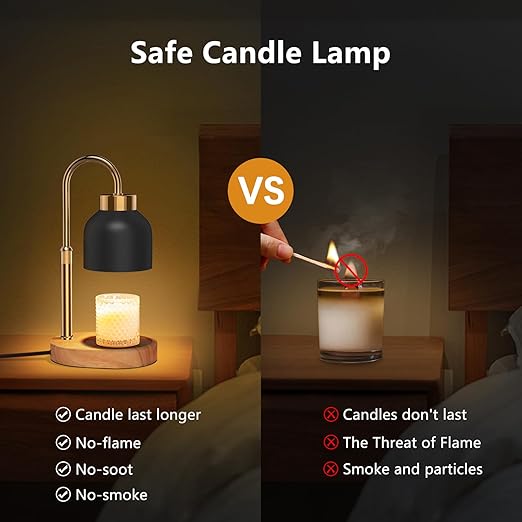 Safe Candle Lamp
VS
Candle last longer
No-flame
No-soot
No-smoke
Candles don't last
The Threat of Flame
Smoke and particles